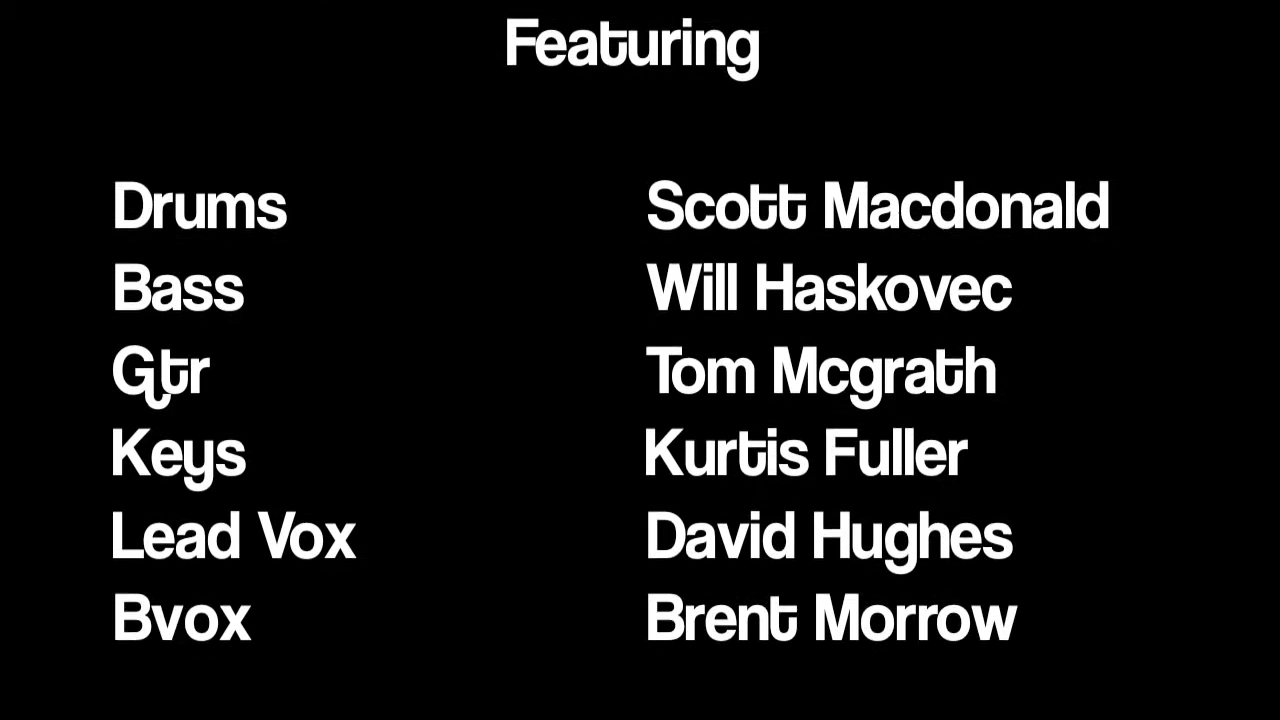 Featuring
Drums Scott Macdonald
Bass Will Haskovec
Gtr Tom Mcgrath
Keys Kurtis Fuller
Lead Vox David Hughes
Bvox Brent Morrow